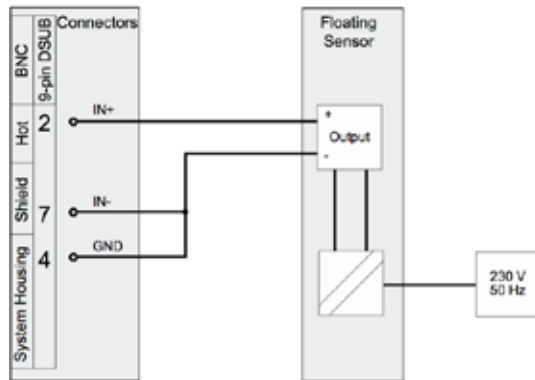 BNC
9-pin DSUB
Connectors
Floating
Sensor
Hot
2
IN+
+
Output
-
Shield
7
IN-
System Housing
4
GND
230 V
50 Hz